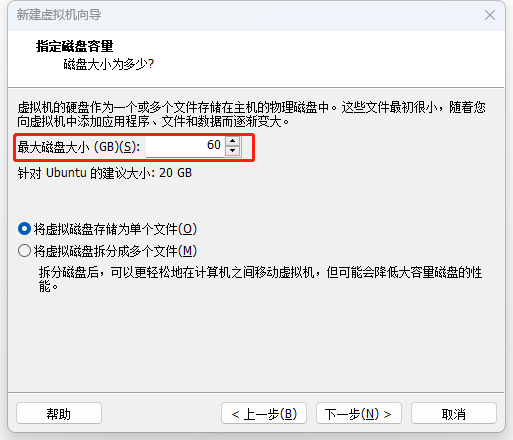 新建虚拟机向导
指定磁盘容量
磁盘大小为多少?
虚拟机的硬盘作为一个或多个文件存储在主机的物理磁盘中。这些文件最初很小，随着您
向虚拟机中添加应用程序、文件和数据而逐渐变大。
最大磁盘大小 (GB)(S): 60
针对 Ubuntu 的建议大小: 20 GB
将虚拟磁盘存储为单个文件(O)
将虚拟磁盘拆分成多个文件(M)
拆分磁盘后，可以更轻松地在计算机之间移动虚拟机，但可能会降低大容量磁盘的性
能。
帮助 < 上一步(B) 下一步(N) > 取消